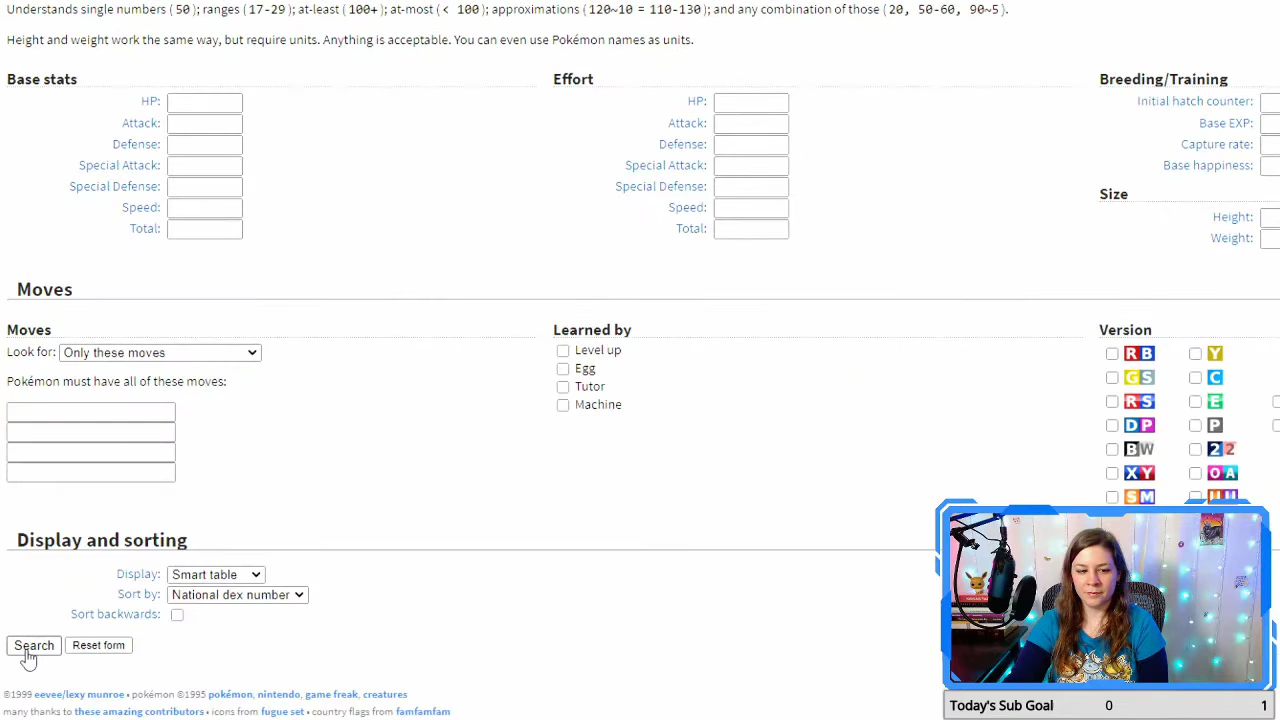 Understands single numbers (50); ranges (17-29); at-least (100+); at-most (< 100); approximations (120~10 = 110-130); and any combination of those (20, 50-60, 90~5).
Height and weight work the same way, but require units. Anything is acceptable. You can even use Pokémon names as units.
Base stats
HP:
Attack:
Defense:
Special Attack:
Special Defense:
Speed:
Total:
Effort
HP:
Attack:
Defense:
Special Attack:
Special Defense:
Speed:
Total:
Breeding/Training
Initial hatch counter:
Base EXP:
Capture rate:
Base happiness:
Size
Height:
Weight:
Moves
Moves
Look for: Only these moves
Pokémon must have all of these moves:
Learned by
Level up
Egg
Tutor
Machine
Version
RB Y
GS C
RS E
DP P
BW 22
XY OA
SM
Display and sorting
Display: Smart table
Sort by: National dex number
Sort backwards:
Search Reset form
©1999 eevee/lexy munroe • pokémon ©1995 pokémon, nintendo, game freak, creatures
many thanks to these amazing contributors • icons from fugue set • country flags from famfamfam
Today's Sub Goal 0 1